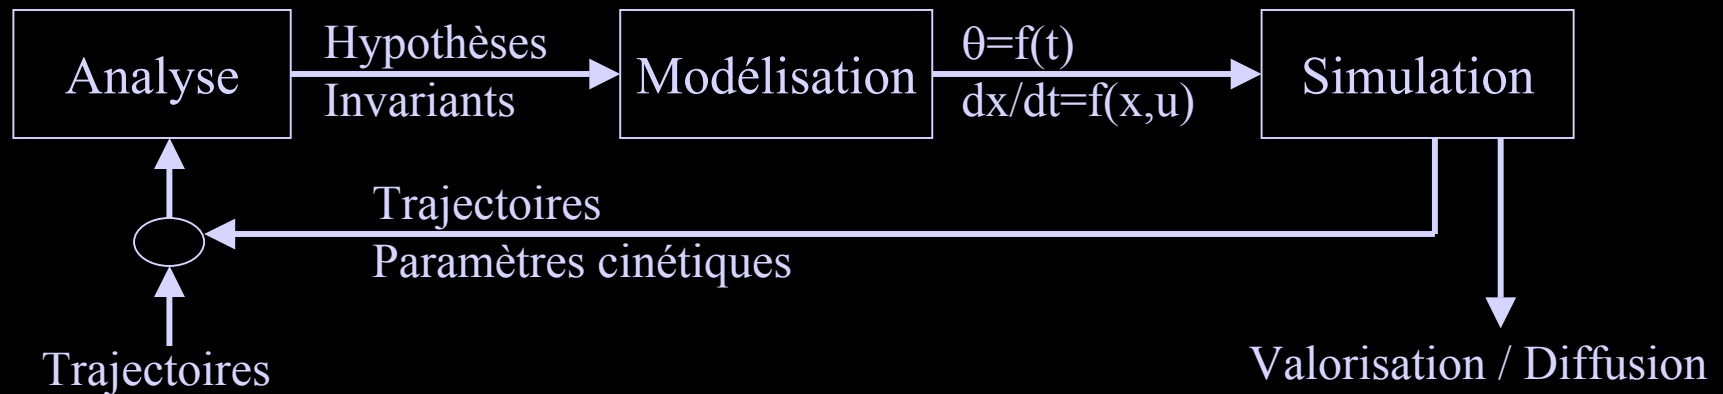 Analyse
Hypothèses
Invariants
Modélisation
θ=f(t)
dx/dt=f(x,u)
Simulation
Trajectoires
Paramètres cinétiques
Trajectoires
Valorisation / Diffusion